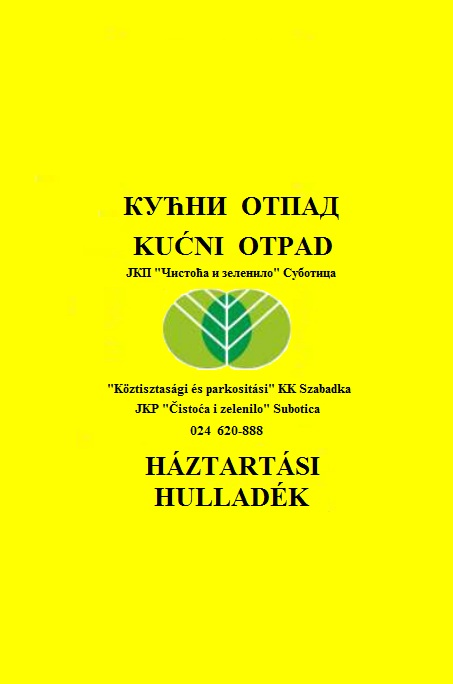 КУЋНИ ОТПАД
KUĆNI OTPAD
ЈКП "Чистоћа и зеленило" Суботица
"Köztisztasági és parkositási" KK Szabadka
JKP "Čistoća i zelenilo" Subotica
024 620-888
HÁZTARTÁSI
HULLADÉK